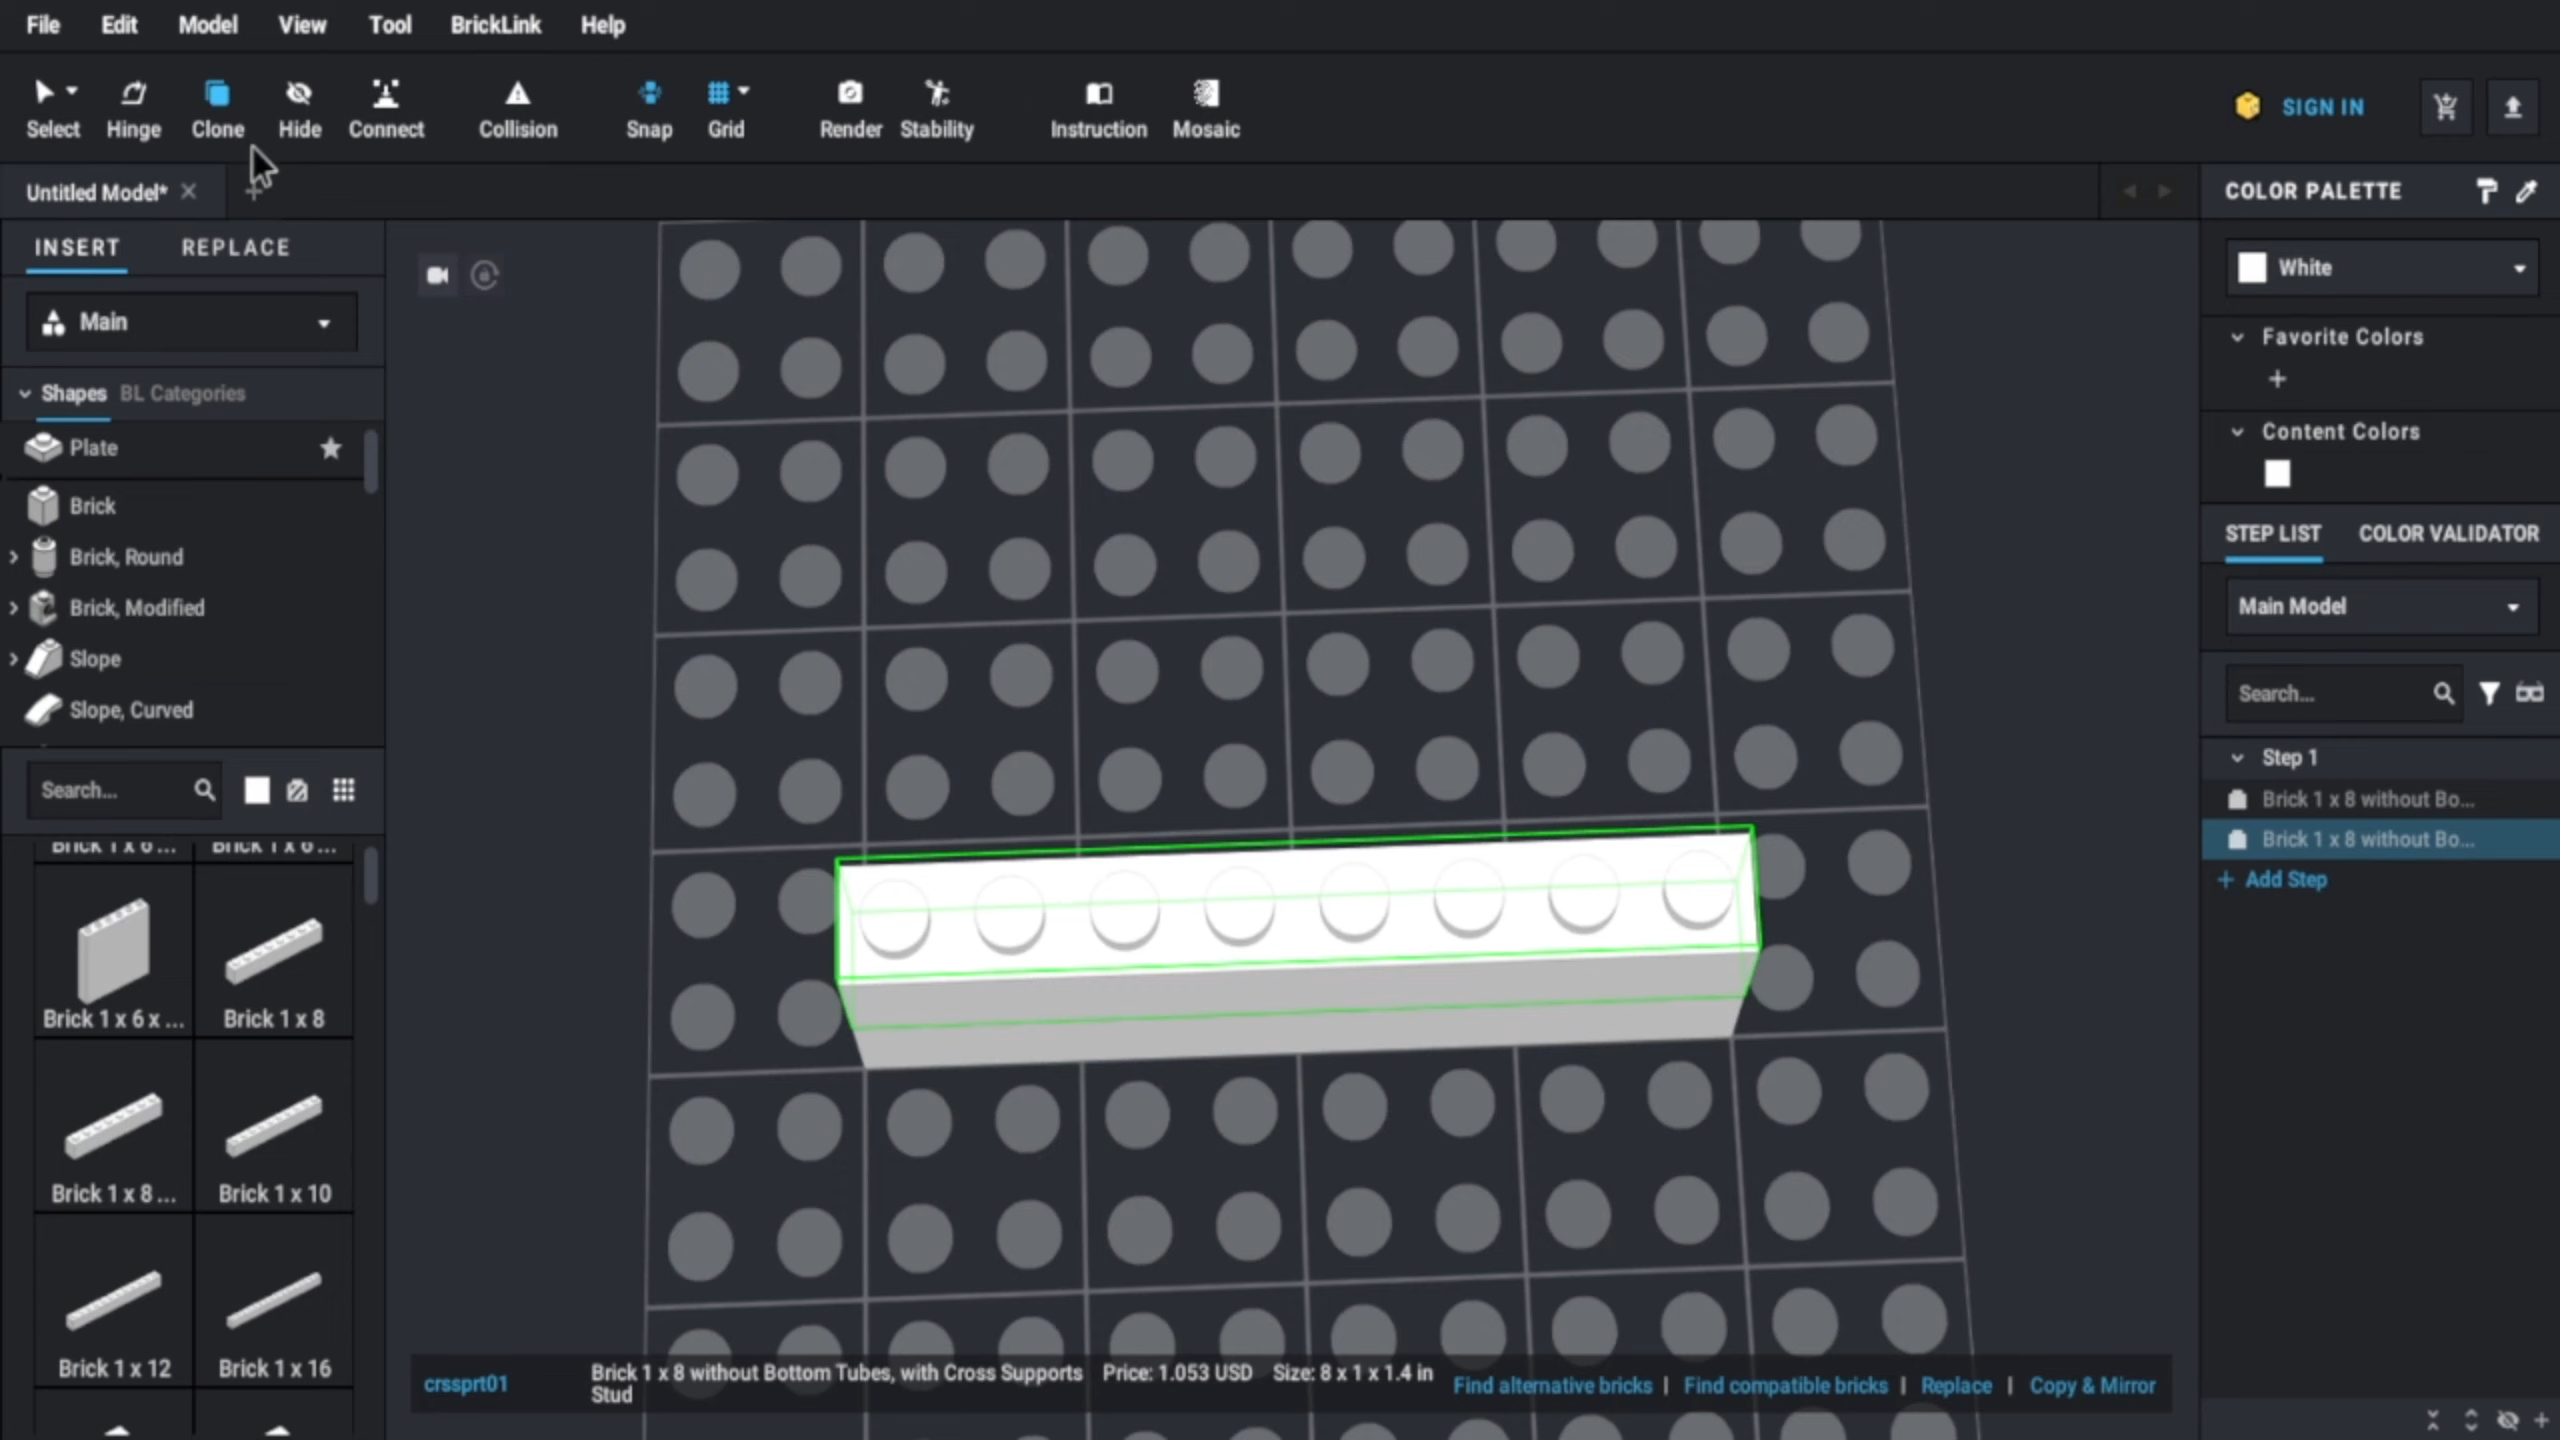 File Edit Model View Tool BrickLink Help
Select Hinge Clone Hide Connect Collision Snap Grid Render Stability Instruction Mosaic SIGN IN
Untitled Model*
COLOR PALETTE
INSERT REPLACE
White
Main
Favorite Colors
Shapes BL Categories
Content Colors
Plate
Brick
STEP LIST COLOR VALIDATOR
Brick, Round
Brick, Modified
Main Model
Slope
Slope, Curved
Search...
Step 1
Search...
Brick 1 x 8 without Bo...
Brick 1 x 8 without Bo...
Add Step
Brick 1 x 6 ... Brick 1 x 6 ...
Brick 1 x 6 x ... Brick 1 x 8
Brick 1 x 8 ... Brick 1 x 10
Brick 1 x 12 Brick 1 x 16
crssprt01 Brick 1 x 8 without Bottom Tubes, with Cross Supports Price: 1.053 USD Size: 8 x 1 x 1.4 in
Stud
Find alternative bricks | Find compatible bricks | Replace | Copy & Mirror